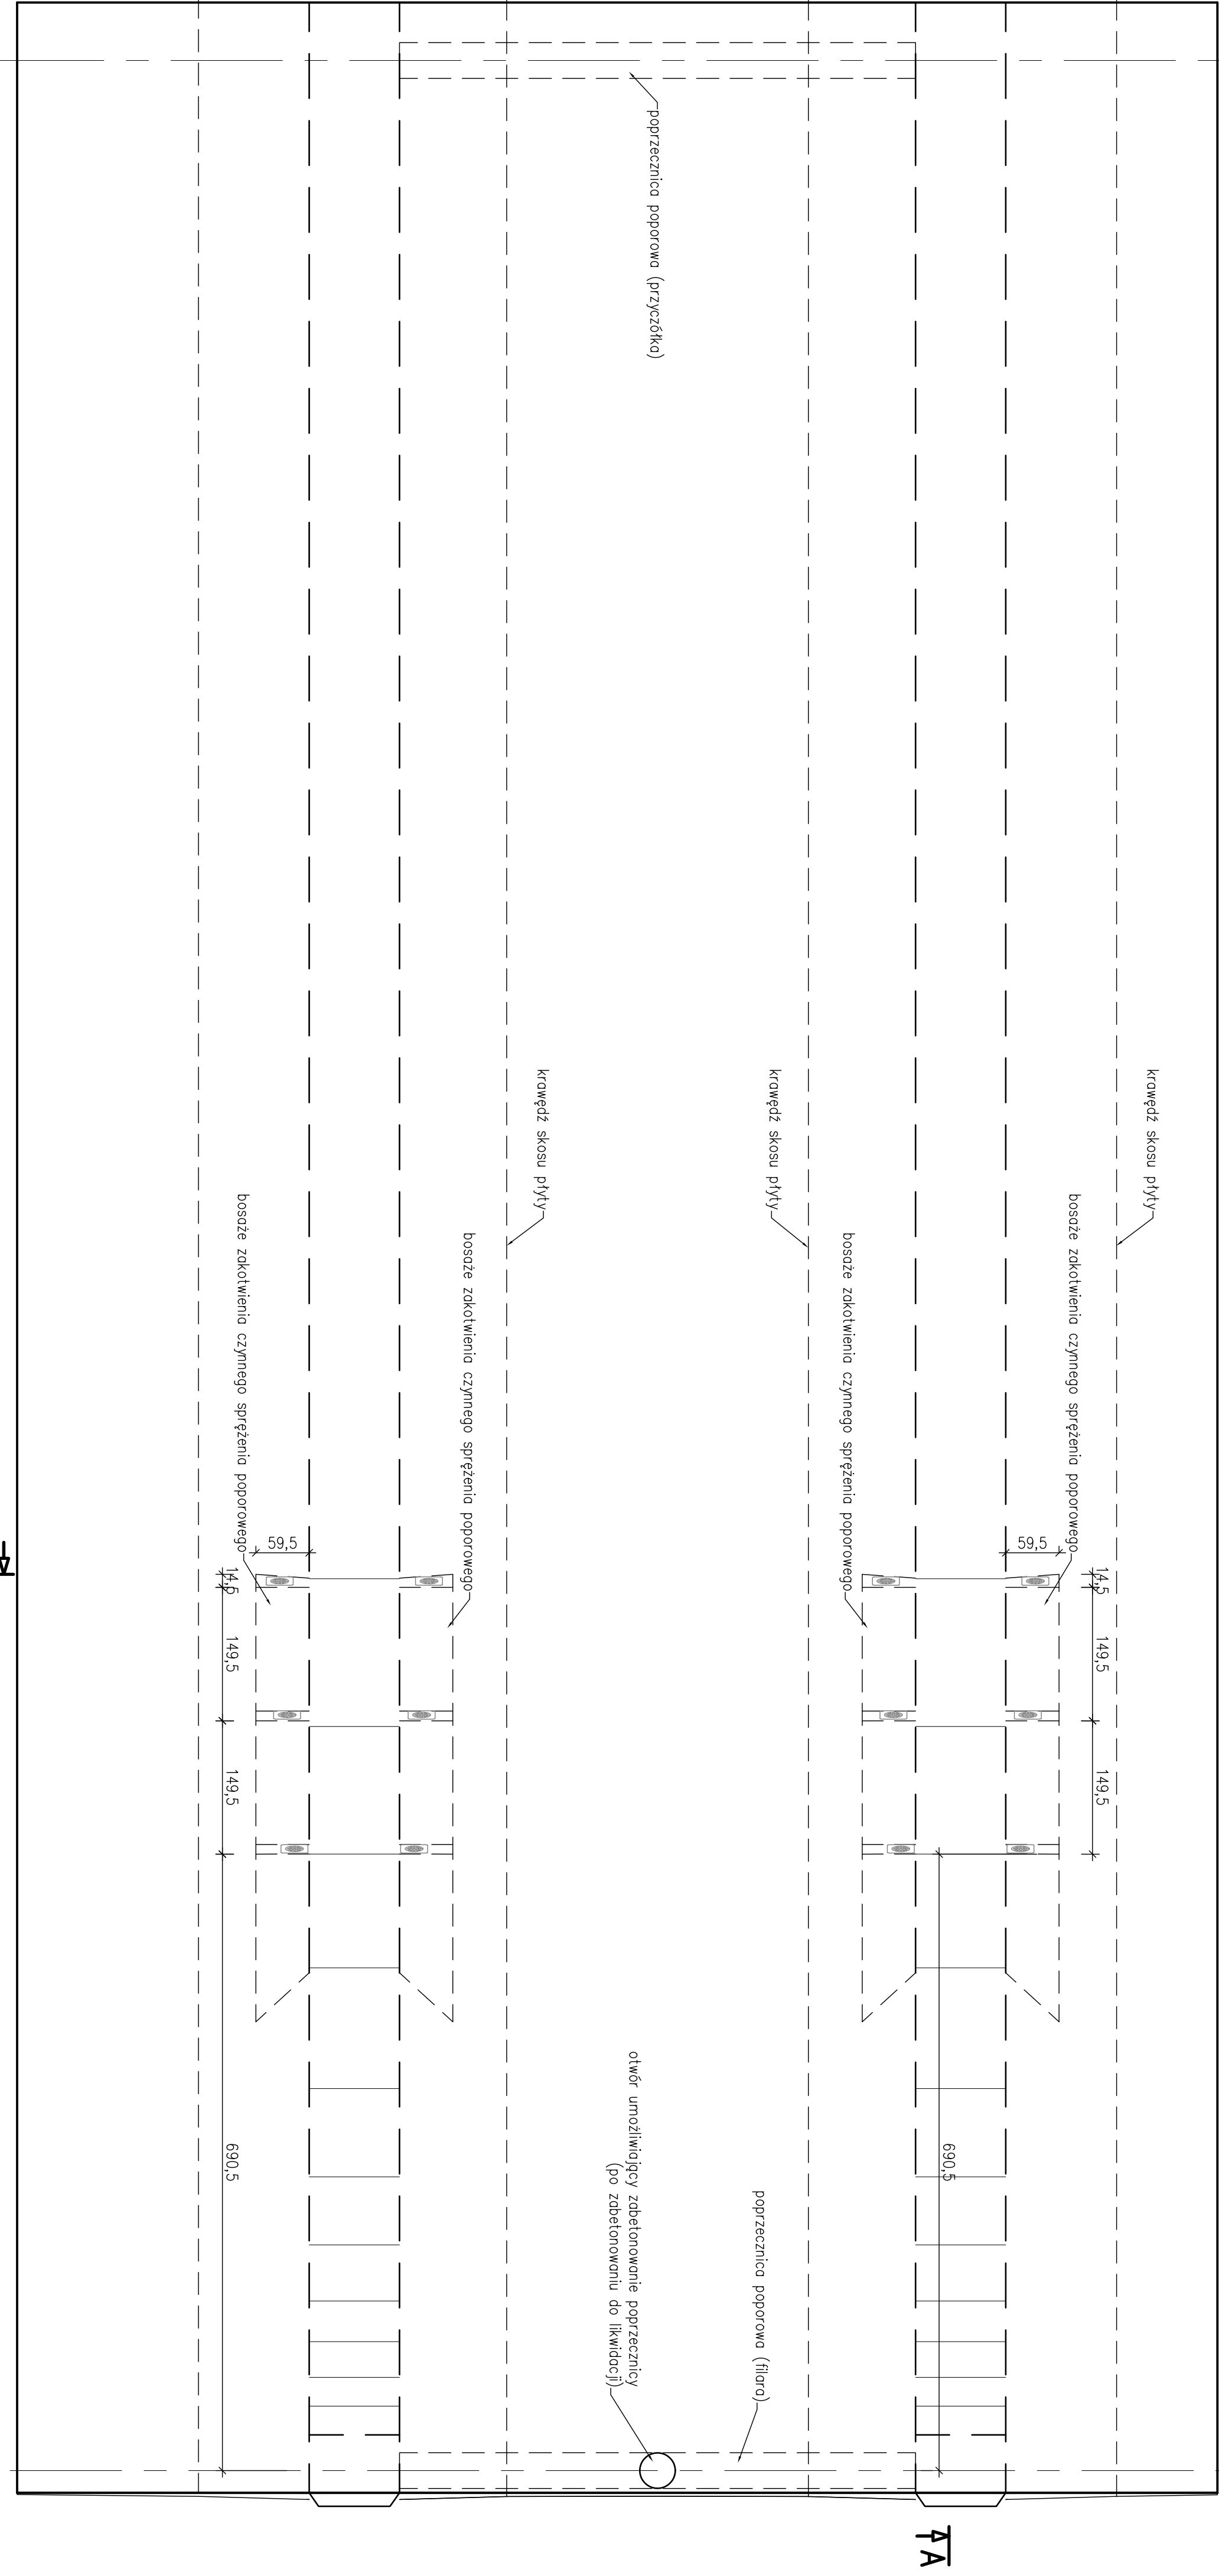 poprzecznica poporowa (przyczółka)
krawędź skosu płyty
krawędź skosu płyty
krawędź skosu płyty
bosaże zakotwienia czynnego sprężenia poporowego
bosaże zakotwienia czynnego sprężenia poporowego
bosaże zakotwienia czynnego sprężenia poporowego
bosaże zakotwienia czynnego sprężenia poporowego
59,5
59,5
14,5
14,5
149,5
149,5
149,5
149,5
690,5
690,5
otwór umożliwiający zabetonowanie poprzecznicy
(po zabetonowaniu do likwidacji)
poprzecznica poporowa (filara)
A